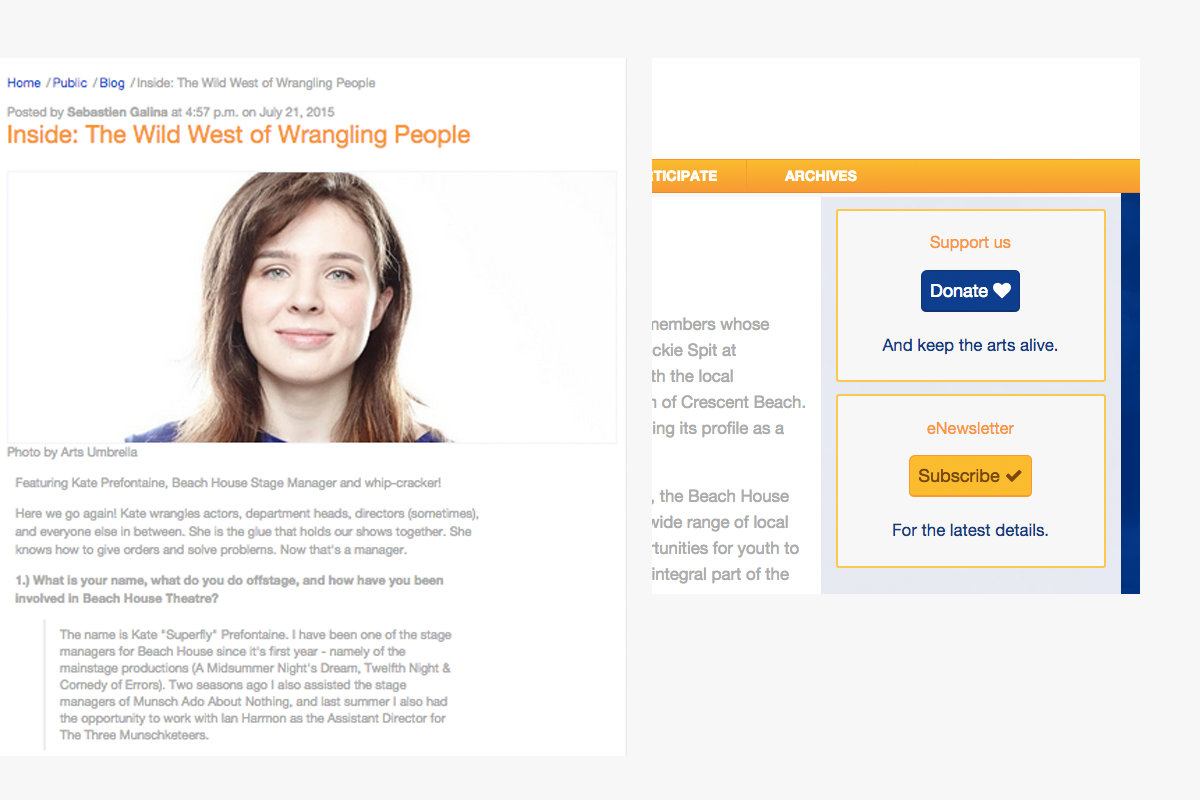 Home / Public / Blog / Inside: The Wild West of Wrangling People
Posted by Sebastien Galina at 4:57 p.m. on July 21, 2015
Inside: The Wild West of Wrangling People
Photo by Arts Umbrella
Featuring Kate Prefontaine, Beach House Stage Manager and whip-cracker!
Here we go again! Kate wrangles actors, department heads, directors (sometims),
and everyone else in between. She is the glue that holds our shows together. She
knows how to give orders and solve problems. Now that's a manager.
1.) What is your name, what do you do offstage, and how have you been
involved in Beach House Theatre?
The name is Kate "Superfly" Prefontaine. I have been one of the stage
managers for Beach House since it's first year - namely of the
mainstage productions (A Midsummer Night's Dream, Twelfth Night &
Comedy of Errors). Two seasons ago I also assisted the stage
managers of Munsch Ado About Nothing, and last summer I also had
the opportunity to work with Ian Harmon as the Assistant Director for
The Three Munschketeers.
TICIPATE ARCHIVES
members whose
ckie Spit at
th the local
of Crescent Beach.
ing its profile as a
, the Beach House
wide range of local
rtunities for youth to
integral part of the
Support us
Donate
And keep the arts alive.
eNewsletter
Subscribe
For the latest details.